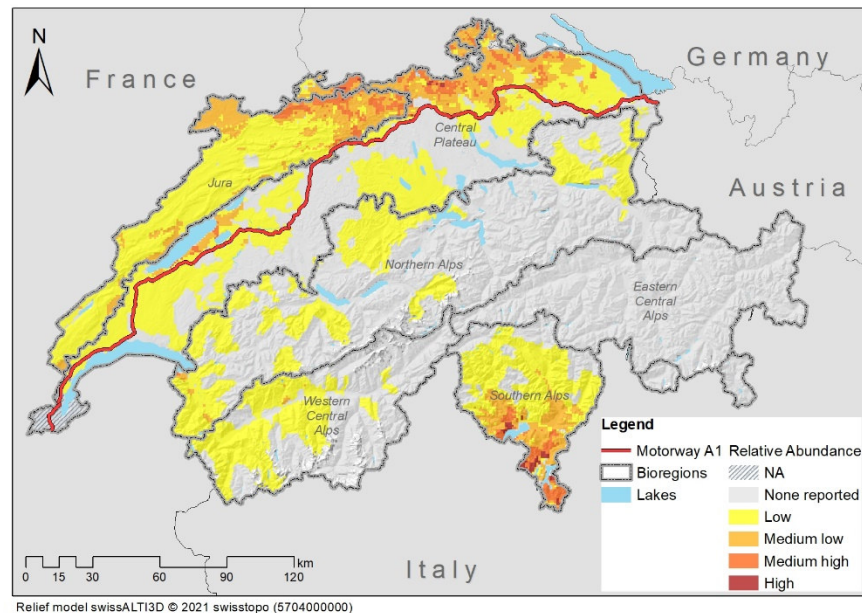 N
France
Germany
Central
Plateau
Jura
Austria
Northern Alps
Eastern
Central
Alps
Western
Central
Alps
Southern Alps
Italy
Legend
Motorway A1
Bioregions
Lakes
Relative Abundance
NA
None reported
Low
Medium low
Medium high
High
km
0 15 30 60 90 120
Relief model swissALTI3D © 2021 swisstopo (5704000000)